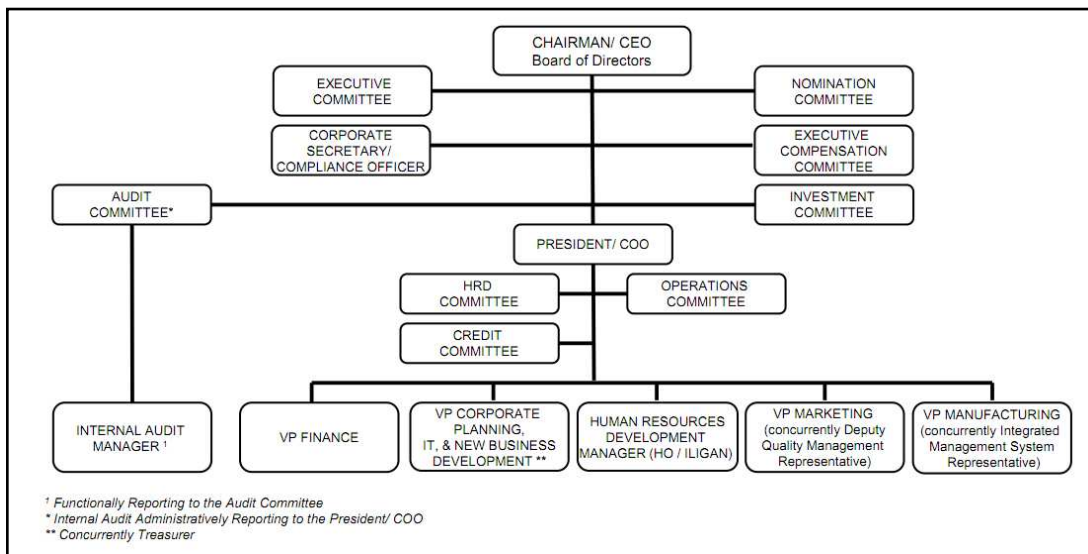 CHAIRMAN/ CEO
Board of Directors
EXECUTIVE
COMMITTEE
NOMINATION
COMMITTEE
CORPORATE
SECRETARY/
COMPLIANCE OFFICER
EXECUTIVE
COMPENSATION
COMMITTEE
AUDIT
COMMITTEE*
INVESTMENT
COMMITTEE
PRESIDENT/ COO
HRD
COMMITTEE
OPERATIONS
COMMITTEE
CREDIT
COMMITTEE
INTERNAL AUDIT
MANAGER ¹
VP FINANCE
VP CORPORATE
PLANNING,
IT, & NEW BUSINESS
DEVELOPMENT **
HUMAN RESOURCES
DEVELOPMENT
MANAGER (HO / ILIGAN)
VP MARKETING
(concurrently Deputy
Quality Management
Representative)
VP MANUFACTURING
(concurrently Integrated
Management System
Representative)
¹ Functionally Reporting to the Audit Committee
* Internal Audit Administratively Reporting to the President/ COO
** Concurrently Treasurer